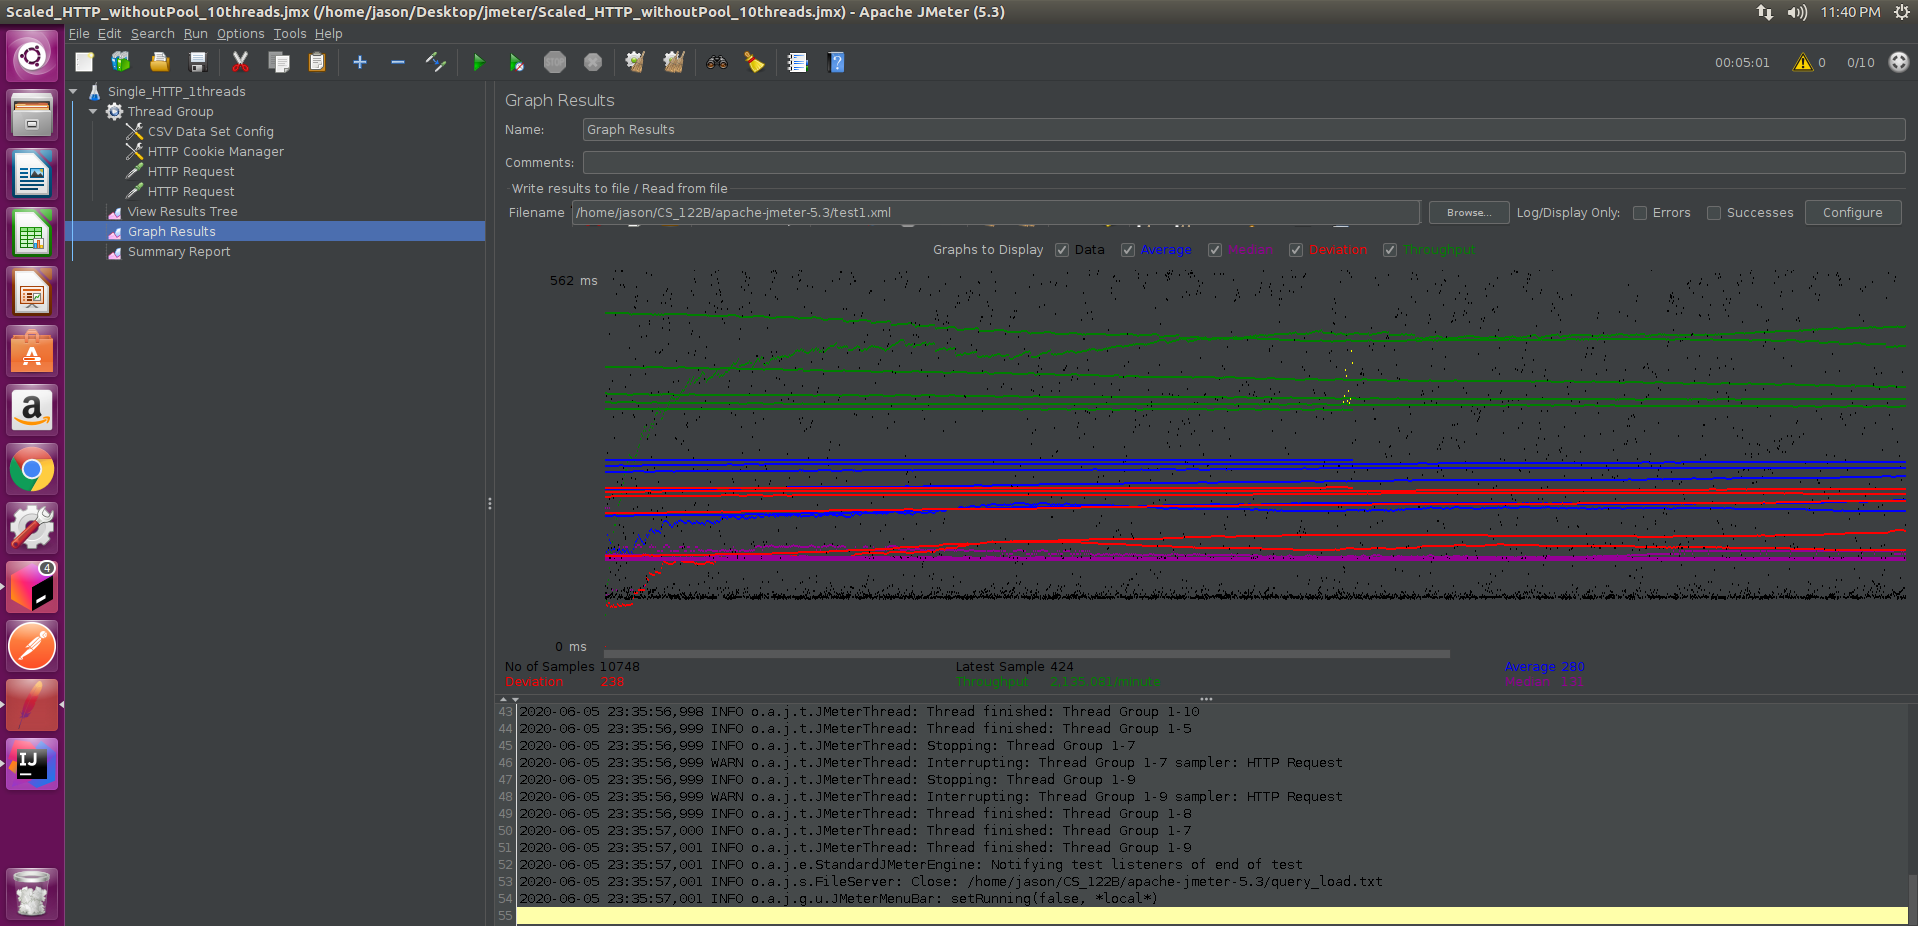 Scaled_HTTP_withoutPool_10threads.jmx (/home/jason/Desktop/jmeter/Scaled_HTTP_withoutPool_10threads.jmx) - Apache JMeter (5.3)
11:40 PM
File Edit Search Run Options Tools Help
00:05:01 0 0/10
Single_HTTP_1threads
Thread Group
CSV Data Set Config
HTTP Cookie Manager
HTTP Request
HTTP Request
View Results Tree
Graph Results
Summary Report
Graph Results
Name: Graph Results
Comments:
Write results to file / Read from file
Filename /home/jason/CS_122B/apache-jmeter-5.3/test1.xml Browse... Log/Display Only: Errors Successes Configure
Graphs to Display Data Average Median Deviation Throughput
562 ms
0 ms
No of Samples 10748 Latest Sample 424 Average 280
Deviation 238 Throughput 2,135.081/minute Median
43 2020-06-05 23:35:56,998 INFO o.a.j.t.JMeterThread: Thread finished: Thread Group 1-10
44 2020-06-05 23:35:56,999 INFO o.a.j.t.JMeterThread: Thread finished: Thread Group 1-5
45 2020-06-05 23:35:56,999 INFO o.a.j.t.JMeterThread: Stopping: Thread Group 1-7
46 2020-06-05 23:35:56,999 WARN o.a.j.t.JMeterThread: Interrupting: Thread Group 1-7 sampler: HTTP Request
47 2020-06-05 23:35:56,999 INFO o.a.j.t.JMeterThread: Stopping: Thread Group 1-9
48 2020-06-05 23:35:56,999 WARN o.a.j.t.JMeterThread: Interrupting: Thread Group 1-9 sampler: HTTP Request
49 2020-06-05 23:35:56,999 INFO o.a.j.t.JMeterThread: Thread finished: Thread Group 1-8
50 2020-06-05 23:35:57,000 INFO o.a.j.t.JMeterThread: Thread finished: Thread Group 1-7
51 2020-06-05 23:35:57,001 INFO o.a.j.t.JMeterThread: Thread finished: Thread Group 1-9
52 2020-06-05 23:35:57,001 INFO o.a.j.e.StandardJMeterEngine: Notifying test listeners of end of test
53 2020-06-05 23:35:57,001 INFO o.a.j.s.FileServer: Close: /home/jason/CS_122B/apache-jmeter-5.3/query_load.txt
54 2020-06-05 23:35:57,001 INFO o.a.j.g.u.JMeterMenuBar: setRunning(false, *local*)
55
4
IJ